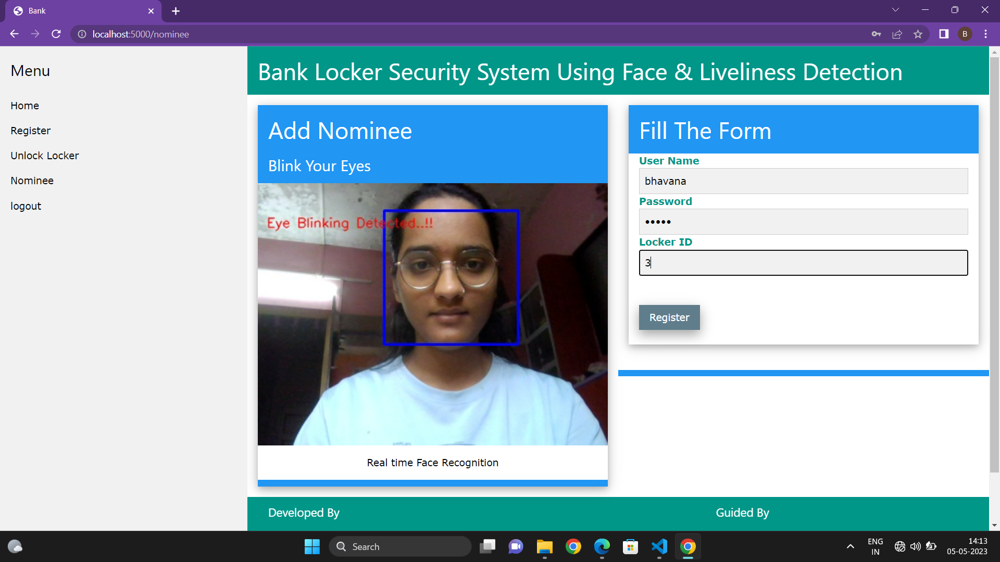 Bank
localhost:5000/nominee
B
Menu
Home
Register
Unlock Locker
Nominee
logout
Bank Locker Security System Using Face & Liveliness Detection
Add Nominee
Blink Your Eyes
Eye Blinking Detected..!!
Real time Face Recognition
Fill The Form
User Name
bhavana
Password
•••••
Locker ID
3
Register
Developed By
Guided By
Search
ENG
IN
14:13
05-05-2023